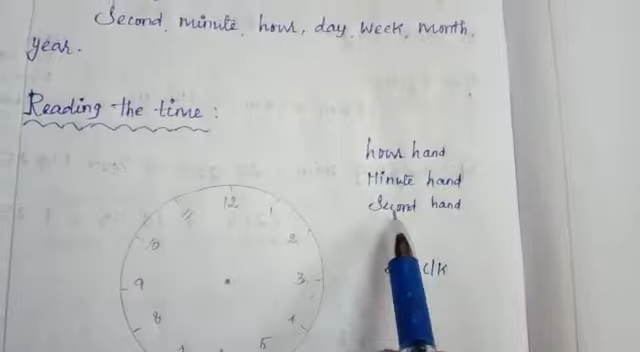 Second, minute, hour, day, week, month,
year.
Reading the time:
hour hand
Minute hand
Second hand
12
11
1
10
2
9
3
8
4
5
c/k